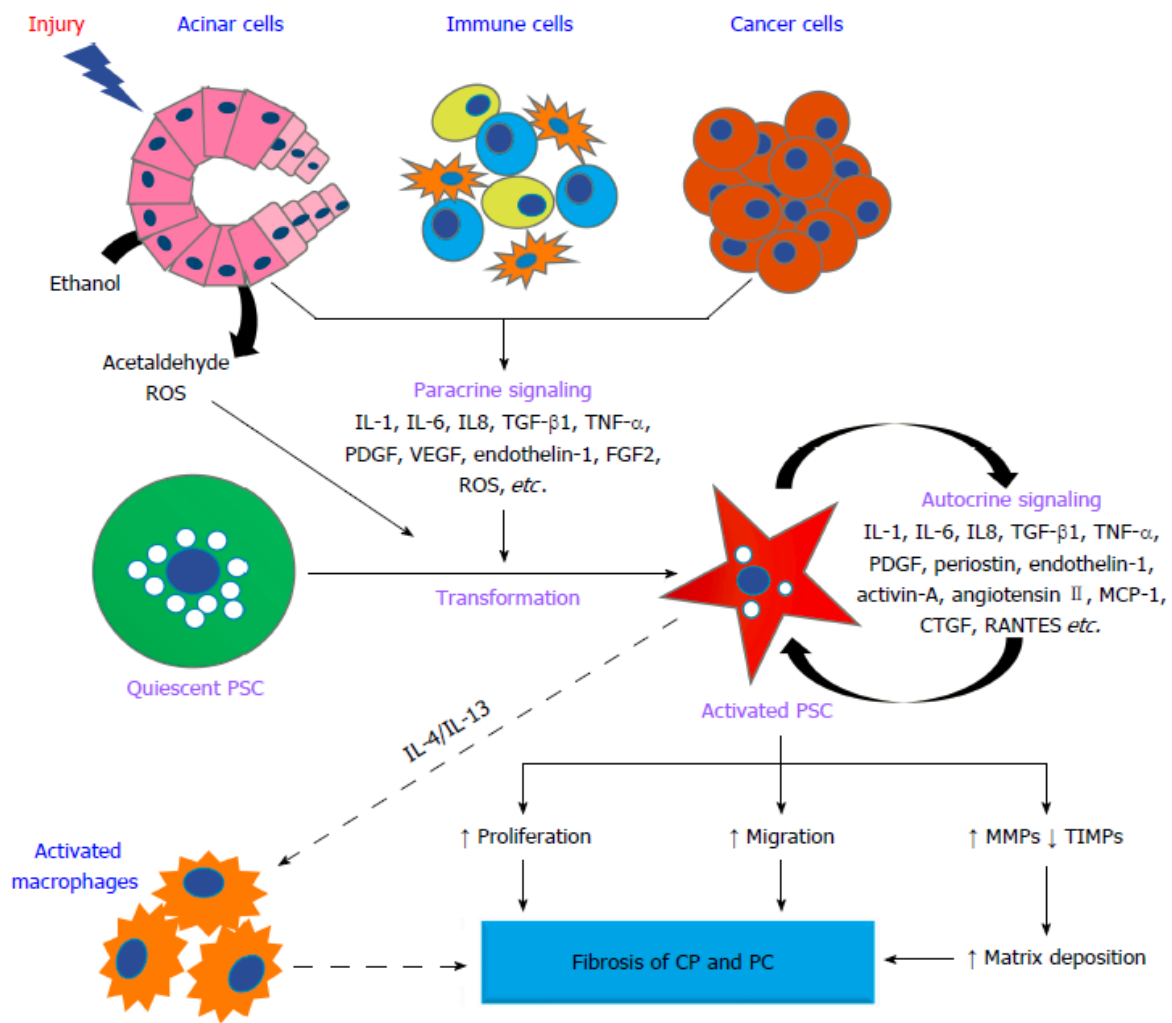 Injury
Acinar cells
Immune cells
Cancer cells
Ethanol
Acetaldehyde
ROS
Paracrine signaling
IL-1, IL-6, IL8, TGF-β1, TNF-α,
PDGF, VEGF, endothelin-1, FGF2,
ROS, etc.
Autocrine signaling
IL-1, IL-6, IL8, TGF-β1, TNF-α,
PDGF, periostin, endothelin-1,
activin-A, angiotensin Ⅱ, MCP-1,
CTGF, RANTES etc.
Transformation
Quiescent PSC
Activated PSC
IL-4/IL-13
↑ Proliferation
↑ Migration
↑ MMPs ↓ TIMPs
Activated
macrophages
Fibrosis of CP and PC
↑ Matrix deposition